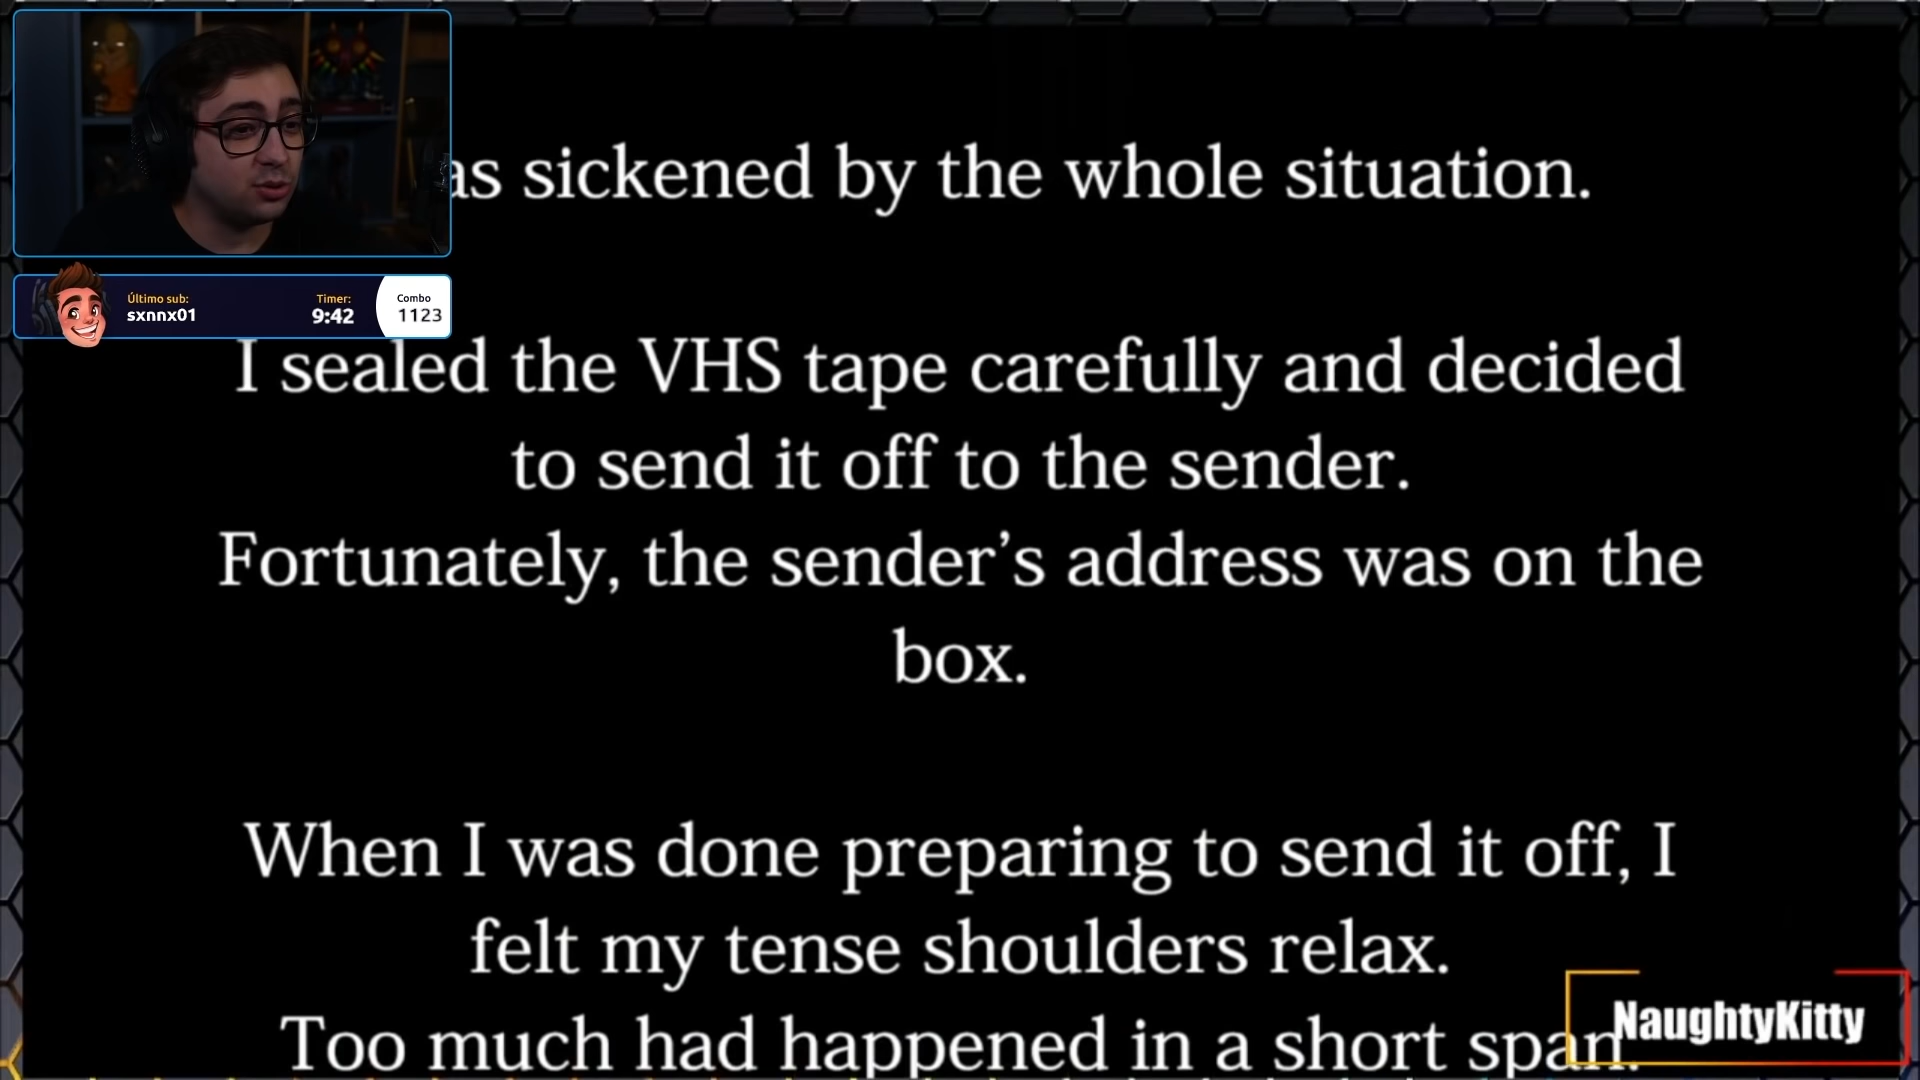 as sickened by the whole situation.
Último sub:
sxnnx01
Timer:
9:42
Combo
1123
I sealed the VHS tape carefully and decided
to send it off to the sender.
Fortunately, the sender’s address was on the
box.
When I was done preparing to send it off, I
felt my tense shoulders relax.
Too much had happened in a short span.
NaughtyKitty